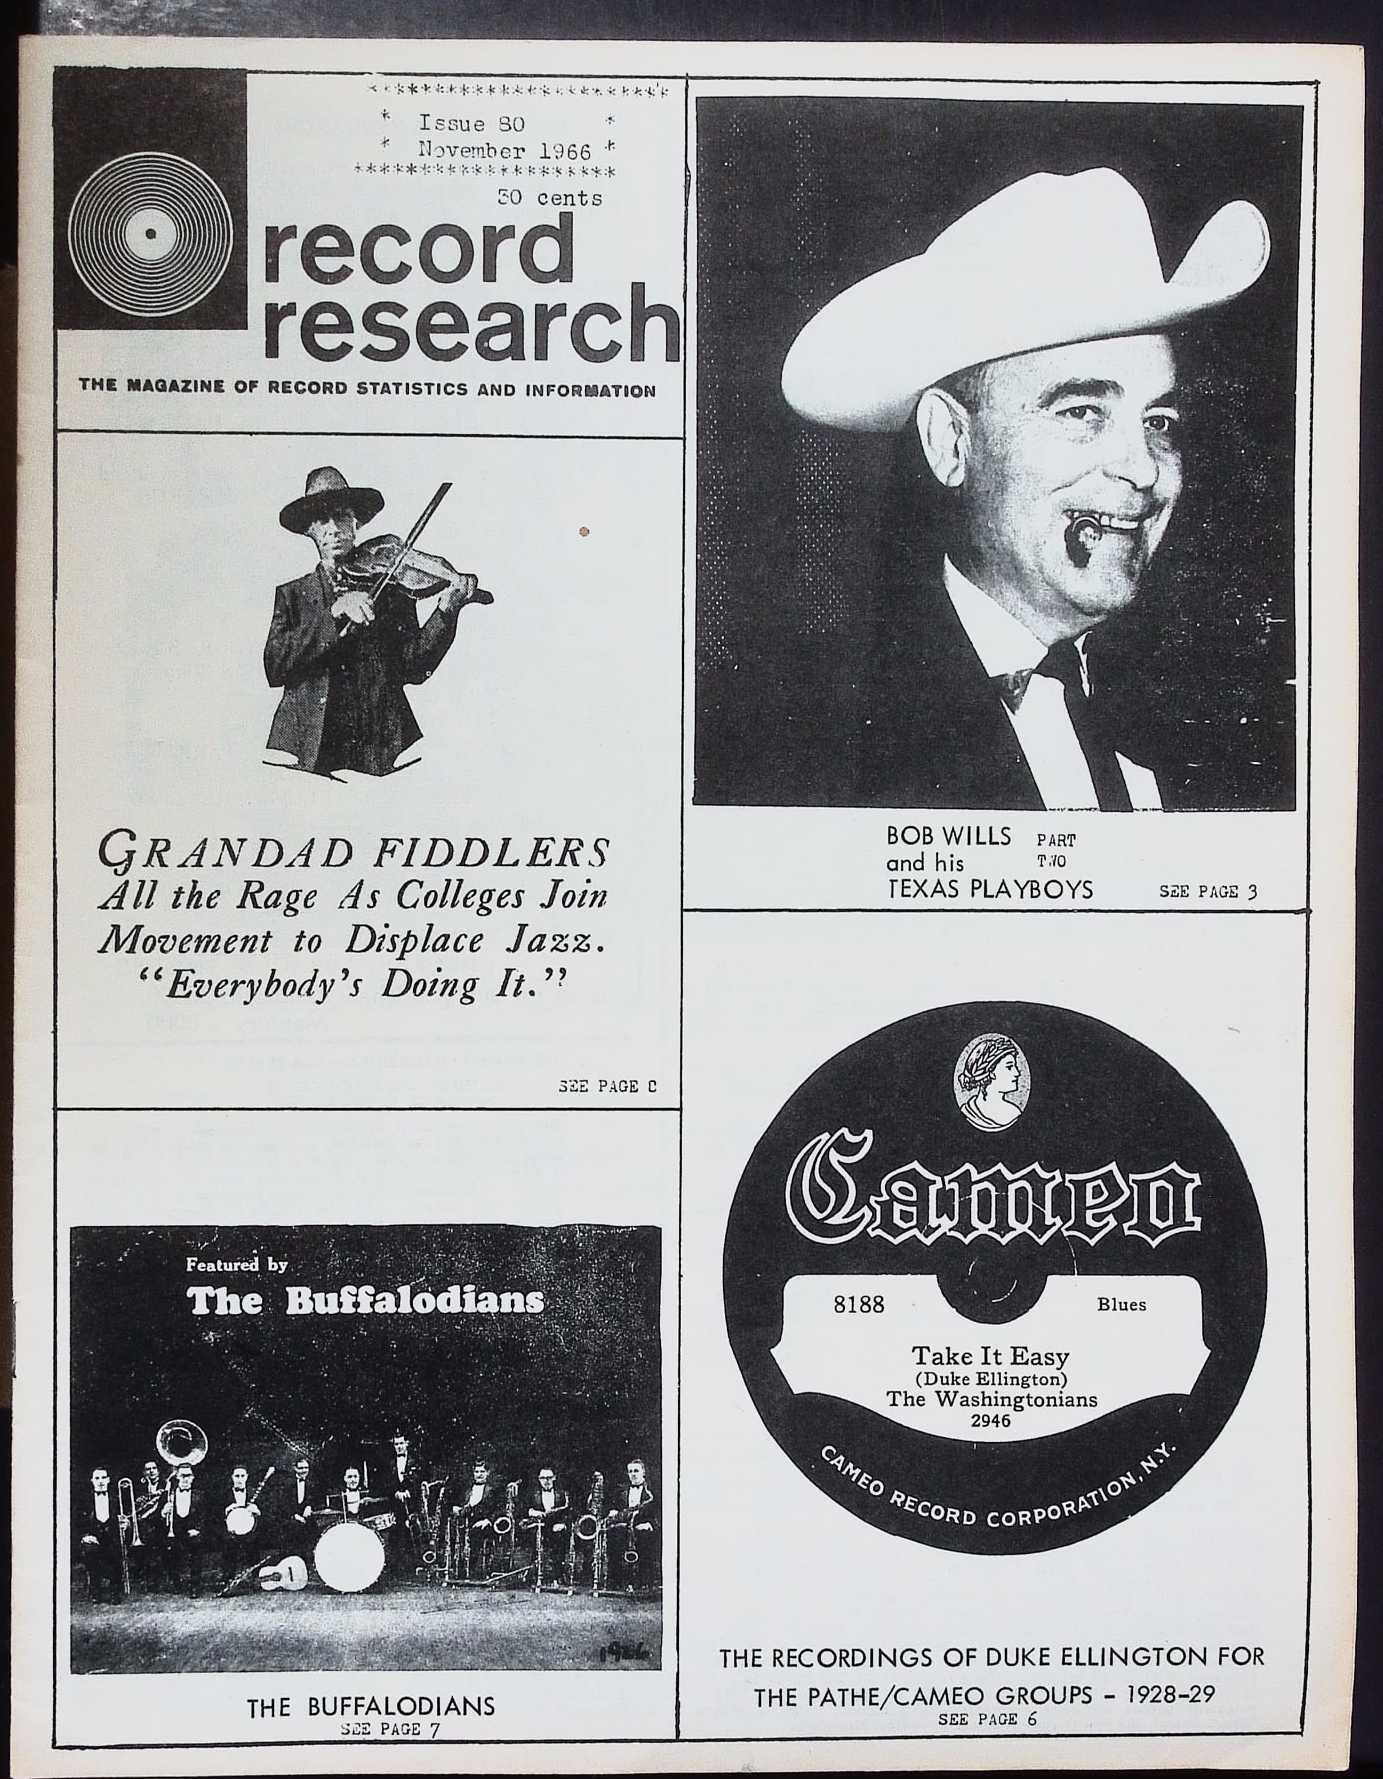 * * * * * * * * * * * * * * * * * * * * * * *
* Issue 80 *
* November 1966 *
* * * * * * * * * * * * * * * * * * * *
30 cents
record
research
THE MAGAZINE OF RECORD STATISTICS AND INFORMATION
GRANDAD FIDDLERS
All the Rage As Colleges Join
Movement to Displace Jazz.
“Everybody’s Doing It.”
SEE PAGE
Featured by
The Buffalodians
1926
THE BUFFALODIANS
SEE PAGE 7
BOB WILLS PART
and his TWO
TEXAS PLAYBOYS SEE PAGE 3
Cameo
8188 Blues
Take It Easy
(Duke Ellington)
The Washingtonians
2946
CAMEO RECORD CORPORATION, N.Y.
THE RECORDINGS OF DUKE ELLINGTON FOR
THE PATHE/CAMEO GROUPS - 1928-29
SEE PAGE 6